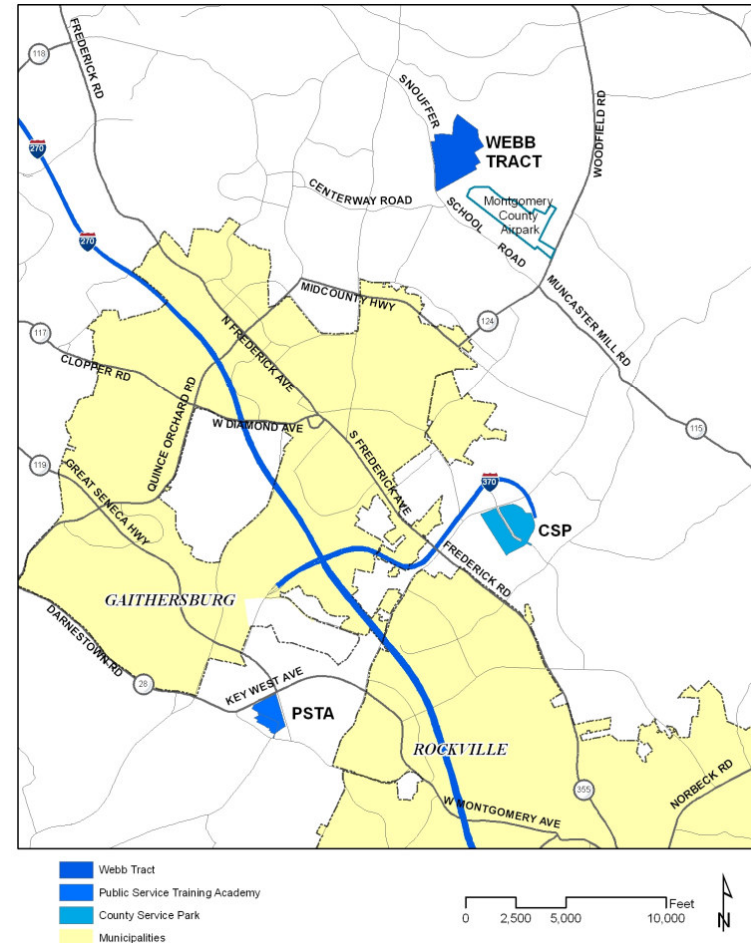 118
FREDERICK RD
SNOUFFER
WOODFIELD RD
270
WEBB
TRACT
CENTERWAY ROAD
Montgomery
County
Airpark
SCHOOL ROAD
270
MIDCOUNTY HWY
MUNCASTER MILL RD
N FREDERICK AVE
124
117
CLOPPER RD
QUINCE ORCHARD RD
W DIAMOND AVE
S FREDERICK AVE
115
119
GREAT SENECA HWY
370
CSP
FREDERICK RD
GAITHERSBURG
DARNESTOWN RD
28
KEY WEST AVE
PSTA
ROCKVILLE
355
NORBECK RD
W MONTGOMERY AVE
Webb Tract
Public Service Training Academy
County Service Park
Municipalities
Feet
0 2,500 5,000 10,000
N